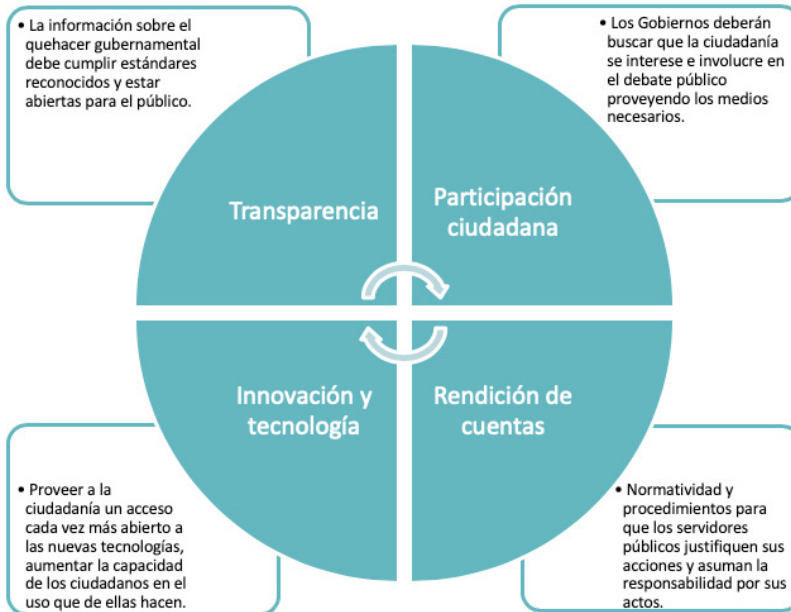 • La información sobre el
quehacer gubernamental
debe cumplir estándares
reconocidos y estar
abiertas para el público.
• Los Gobiernos deberán
buscar que la ciudadanía
se interese e involucre en
el debate público
proveyendo los medios
necesarios.
Transparencia
Participación
ciudadana
Innovación y
tecnología
Rendición de
cuentas
• Proveer a la
ciudadanía un acceso
cada vez más abierto a
las nuevas tecnologías,
aumentar la capacidad
de los ciudadanos en el
uso que de ellas hacen.
• Normatividad y
procedimientos para
que los servidores
públicos justifiquen sus
acciones y asuman la
responsabilidad por sus
actos.